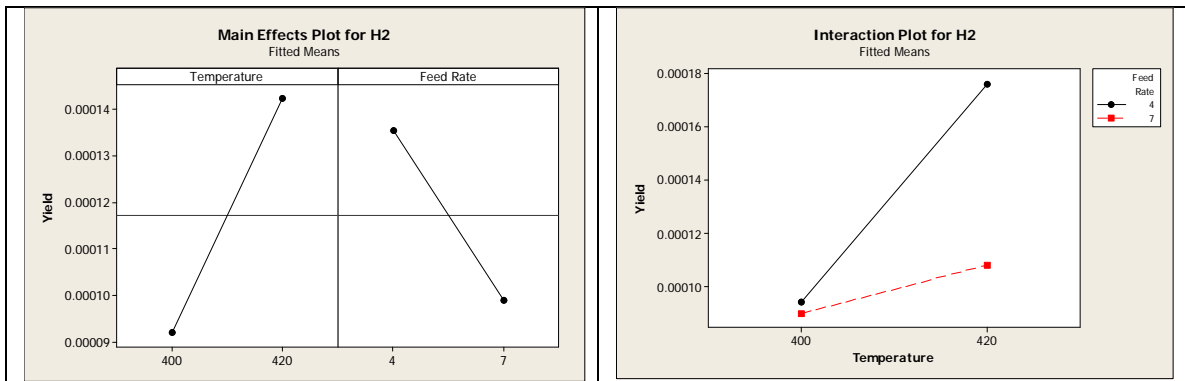 Main Effects Plot for H2
Fitted Means
Temperature Feed Rate
0.00014
0.00013
0.00012
0.00011
0.00010
0.00009
Yield
400 420 4 7
Interaction Plot for H2
Fitted Means
0.00018
0.00016
0.00014
0.00012
0.00010
Yield
400 420
Temperature
Feed
Rate
4
7